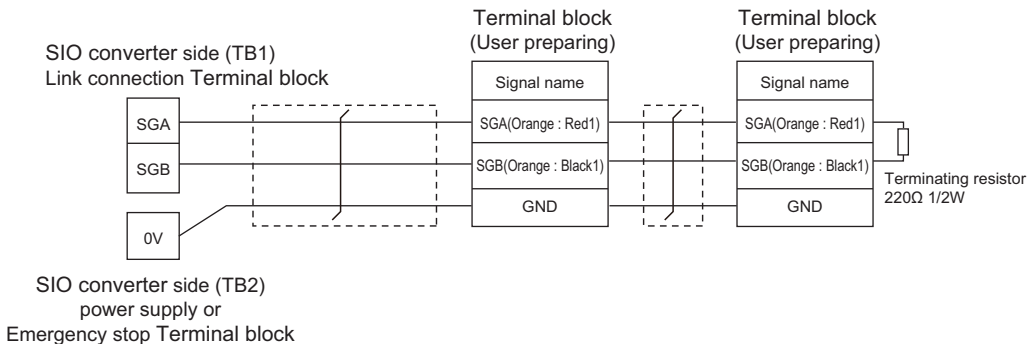 SIO converter side (TB1)
Link connection Terminal block
SGA
SGB
0V
SIO converter side (TB2)
power supply or
Emergency stop Terminal block
Terminal block
(User preparing)
Signal name
SGA(Orange : Red1)
SGB(Orange : Black1)
GND
Terminal block
(User preparing)
Signal name
SGA(Orange : Red1)
SGB(Orange : Black1)
GND
Terminating resistor
220Ω 1/2W